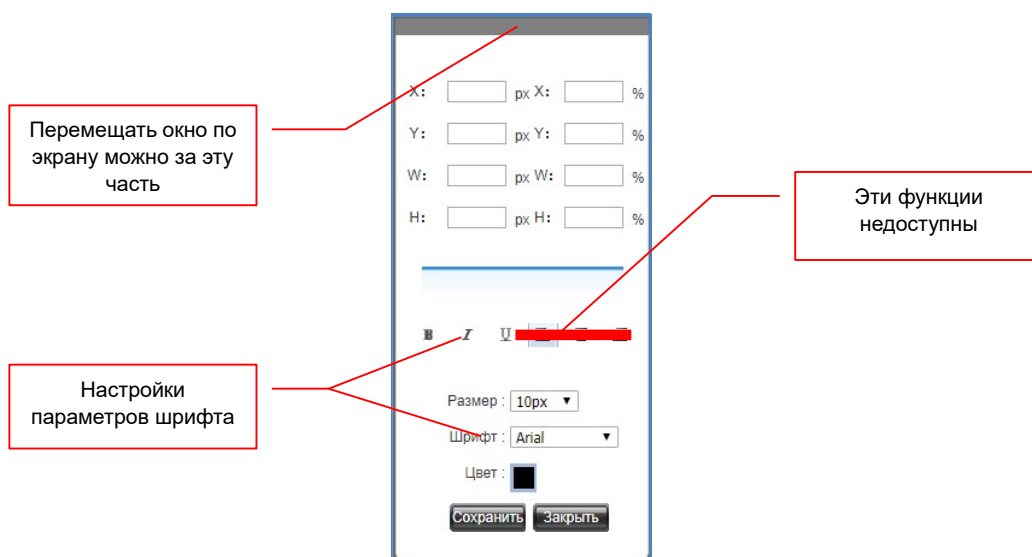 X: px X: %
Перемещать окно по
экрану можно за эту
часть
Y: px Y: %
W: px W: %
Эти функции
недоступны
H: px H: %
B I U
Настройки
параметров шрифта
Размер : 10px
Шрифт : Arial
Цвет :
Сохранить Закрыть